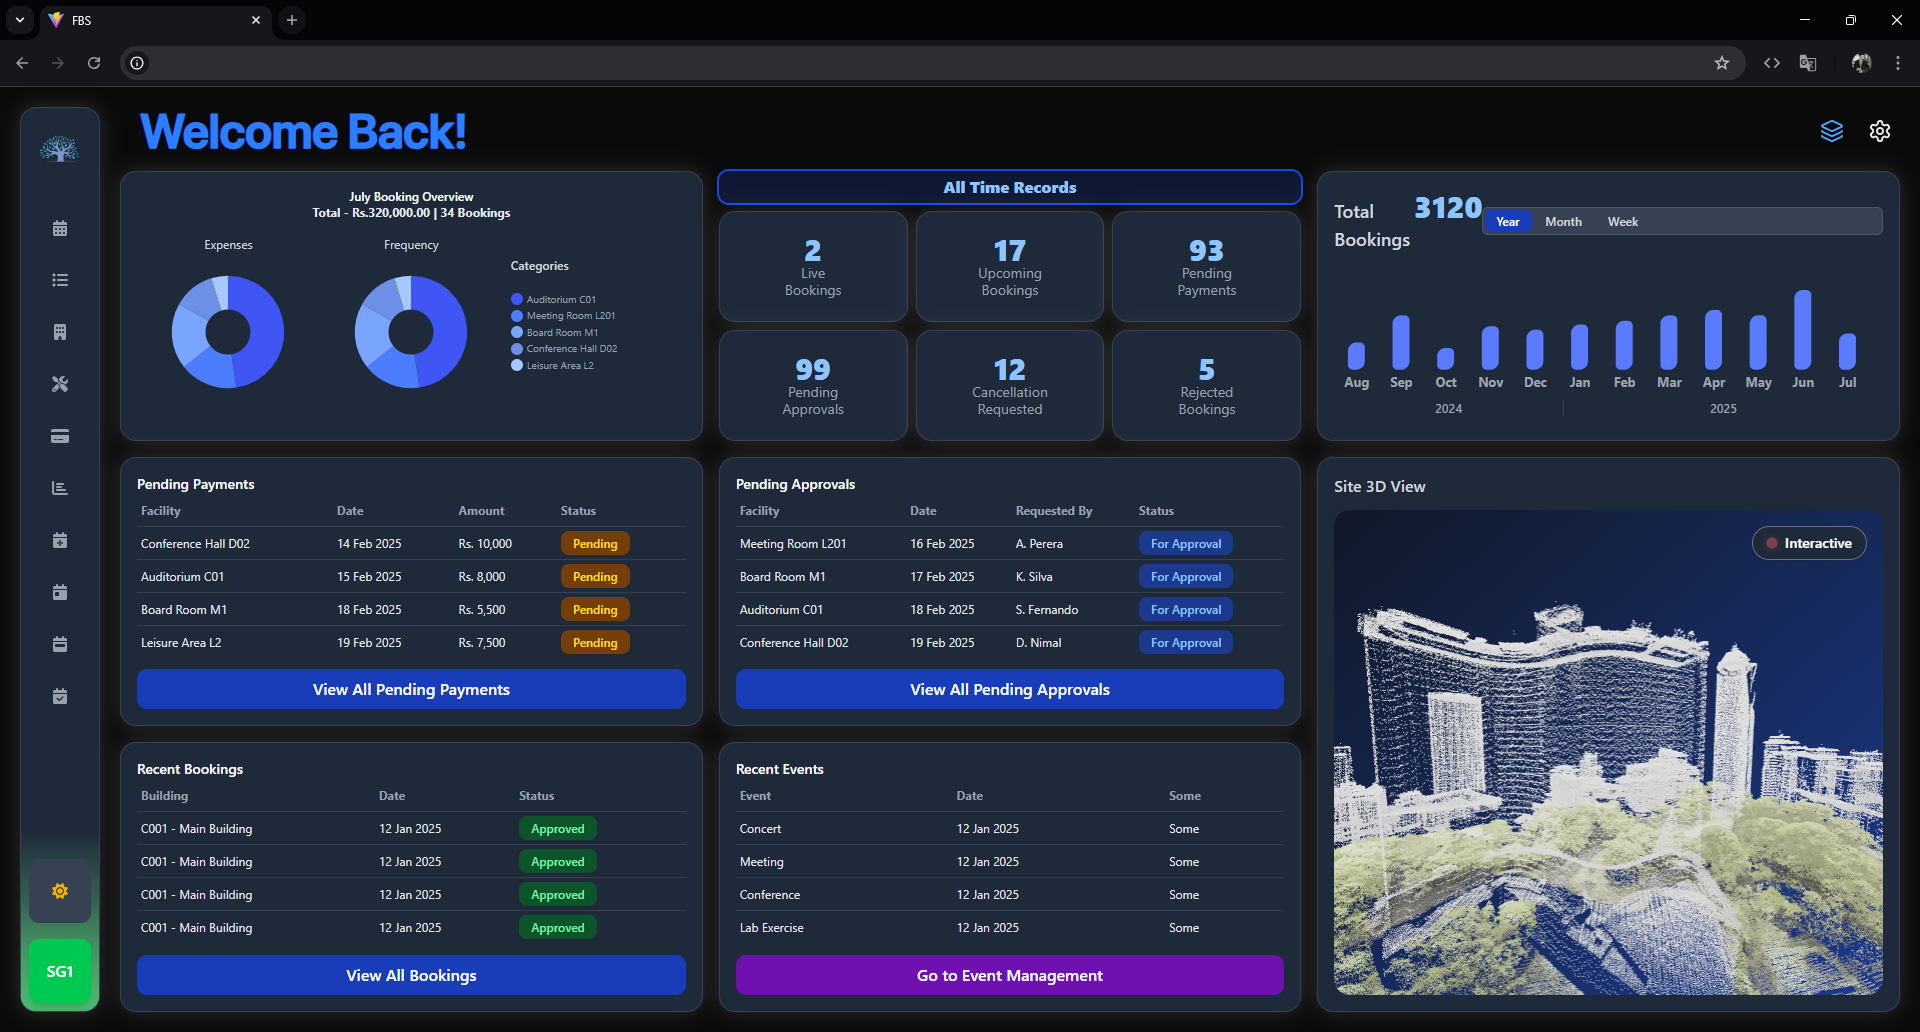 FBS
Welcome Back!
July Booking Overview
Total - Rs.320,000.00 | 34 Bookings
Expenses
Frequency
Categories
Auditorium C01
Meeting Room L201
Board Room M1
Conference Hall D02
Leisure Area L2
All Time Records
2
Live
Bookings
17
Upcoming
Bookings
93
Pending
Payments
99
Pending
Approvals
12
Cancellation
Requested
5
Rejected
Bookings
Total
Bookings
3120
Year Month Week
Aug Sep Oct Nov Dec Jan Feb Mar Apr May Jun Jul
2024 2025
Pending Payments
Facility Date Amount Status
Conference Hall D02 14 Feb 2025 Rs. 10,000 Pending
Auditorium C01 15 Feb 2025 Rs. 8,000 Pending
Board Room M1 18 Feb 2025 Rs. 5,500 Pending
Leisure Area L2 19 Feb 2025 Rs. 7,500 Pending
View All Pending Payments
Pending Approvals
Facility Date Requested By Status
Meeting Room L201 16 Feb 2025 A. Perera For Approval
Board Room M1 17 Feb 2025 K. Silva For Approval
Auditorium C01 18 Feb 2025 S. Fernando For Approval
Conference Hall D02 19 Feb 2025 D. Nimal For Approval
View All Pending Approvals
Site 3D View
Interactive
Recent Bookings
Building Date Status
C001 - Main Building 12 Jan 2025 Approved
C001 - Main Building 12 Jan 2025 Approved
C001 - Main Building 12 Jan 2025 Approved
C001 - Main Building 12 Jan 2025 Approved
View All Bookings
Recent Events
Event Date Some
Concert 12 Jan 2025 Some
Meeting 12 Jan 2025 Some
Conference 12 Jan 2025 Some
Lab Exercise 12 Jan 2025 Some
Go to Event Management
SG1